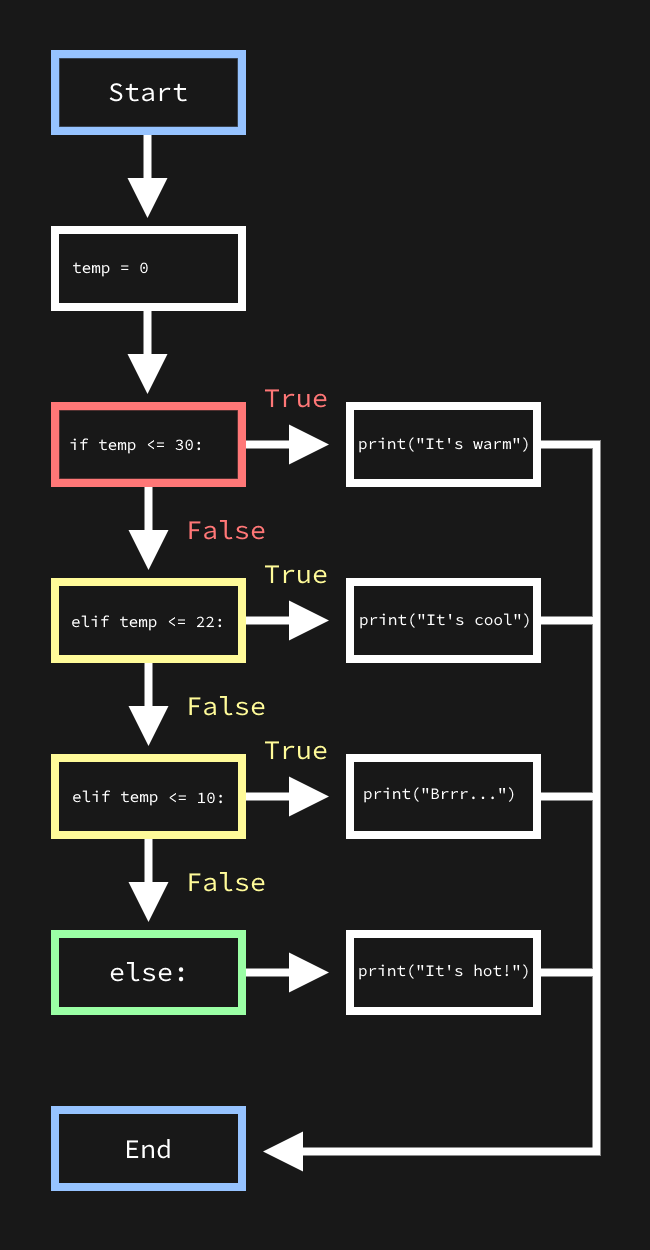 Start
temp = 0
True
if temp <= 30:
print("It's warm")
False
True
elif temp <= 22:
print("It's cool")
False
True
elif temp <= 10:
print("Brrr...")
False
else:
print("It's hot!")
End